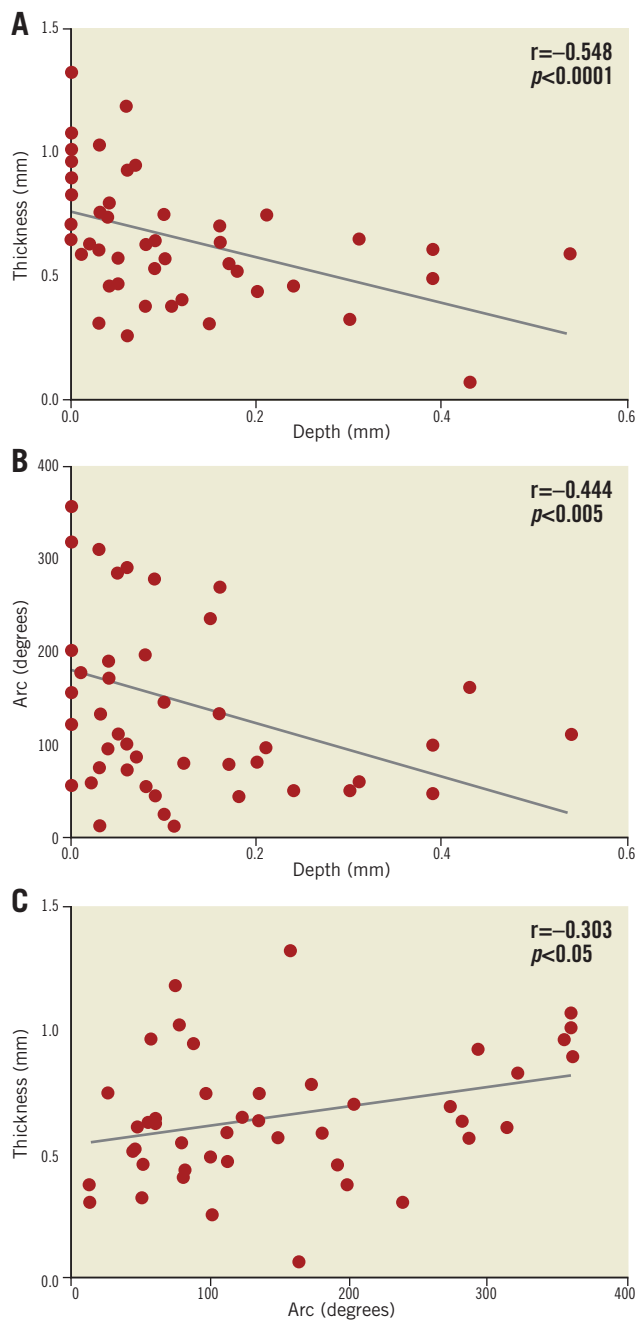 A
1.5
r=–0.548
p<0.0001
1.0
Thickness (mm)
0.5
0.0
0.0 0.2 0.4 0.6
Depth (mm)
B
400
r=–0.444
p<0.005
300
Arc (degrees)
200
100
0
0.0 0.2 0.4 0.6
Depth (mm)
C
1.5
r=–0.303
p<0.05
1.0
Thickness (mm)
0.5
0.0
0 100 200 300 400
Arc (degrees)